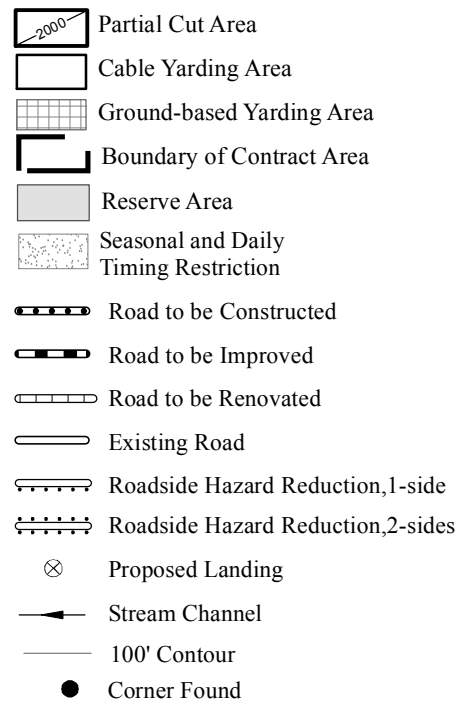 2000 Partial Cut Area
Cable Yarding Area
Ground-based Yarding Area
Boundary of Contract Area
Reserve Area
Seasonal and Daily
Timing Restriction
Road to be Constructed
Road to be Improved
Road to be Renovated
Existing Road
Roadside Hazard Reduction,1-side
Roadside Hazard Reduction,2-sides
Proposed Landing
Stream Channel
100' Contour
Corner Found